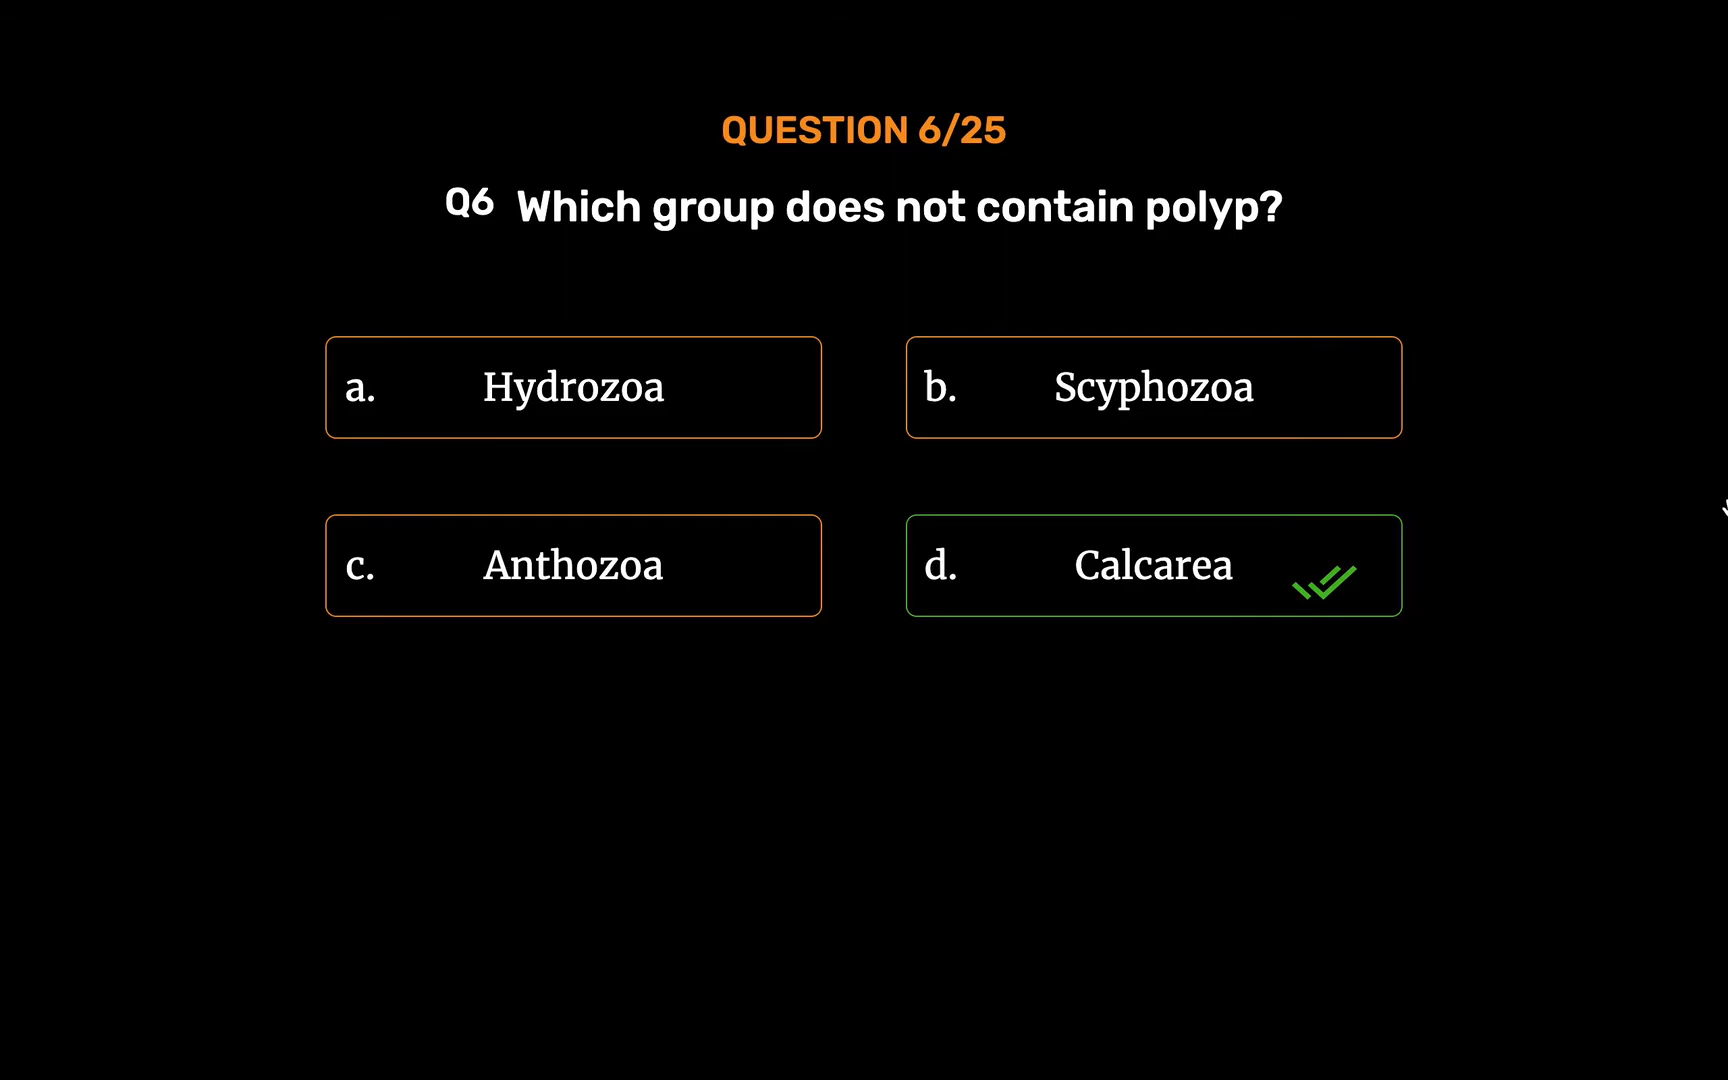 QUESTION 6/25
Q6 Which group does not contain polyp?
a. Hydrozoa
b. Scyphozoa
c. Anthozoa
d. Calcarea